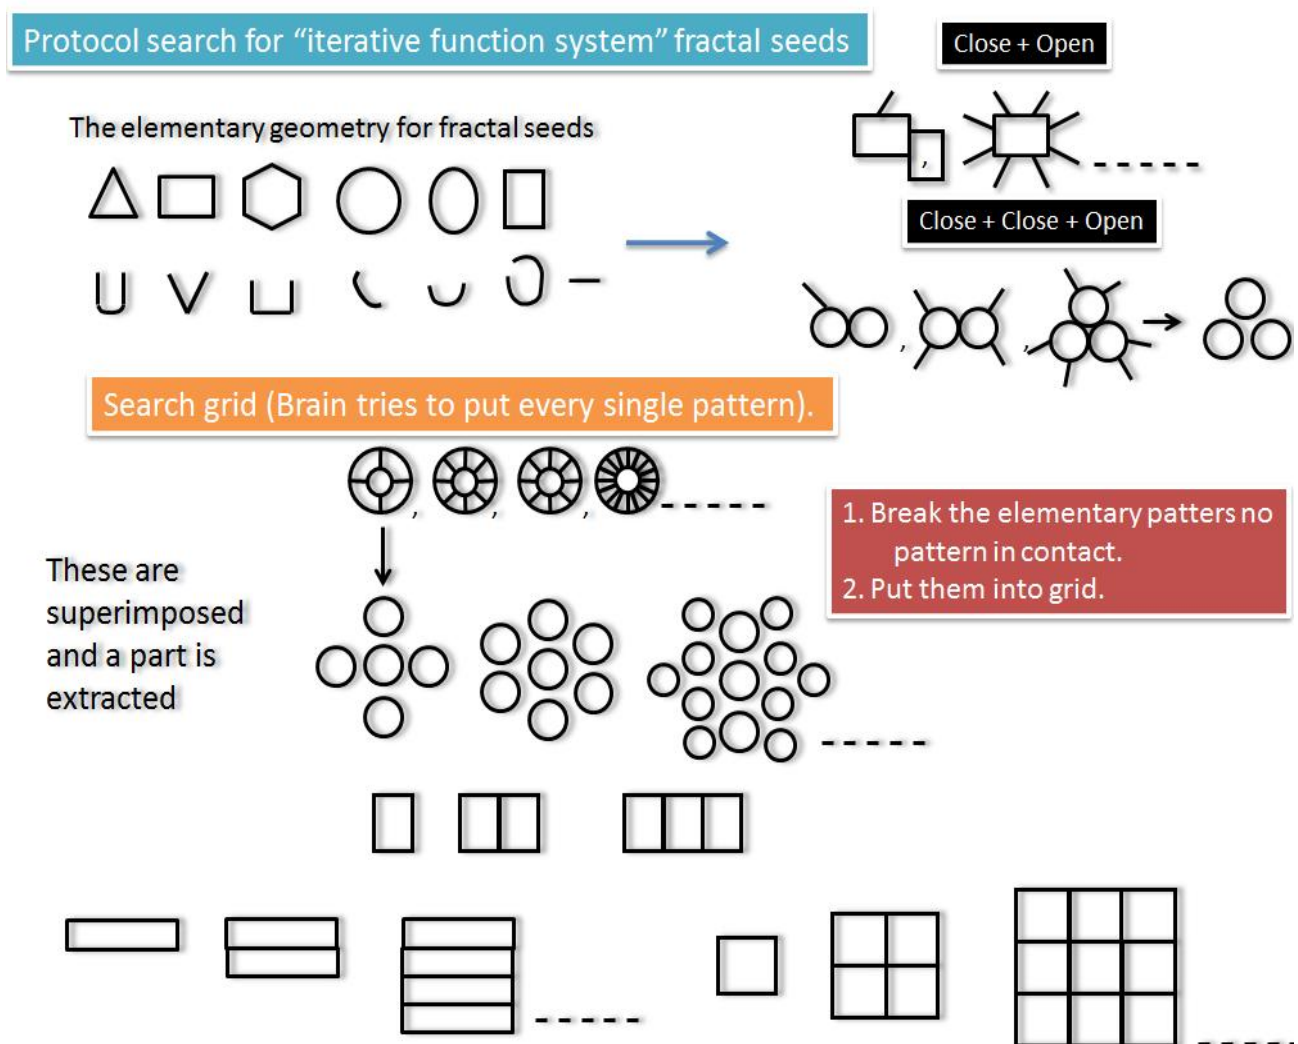 Protocol search for “iterative function system” fractal seeds
Close + Open
The elementary geometry for fractal seeds
Close + Close + Open
Search grid (Brain tries to put every single pattern).
1. Break the elementary patters no
pattern in contact.
2. Put them into grid.
These are
superimposed
and a part is
extracted